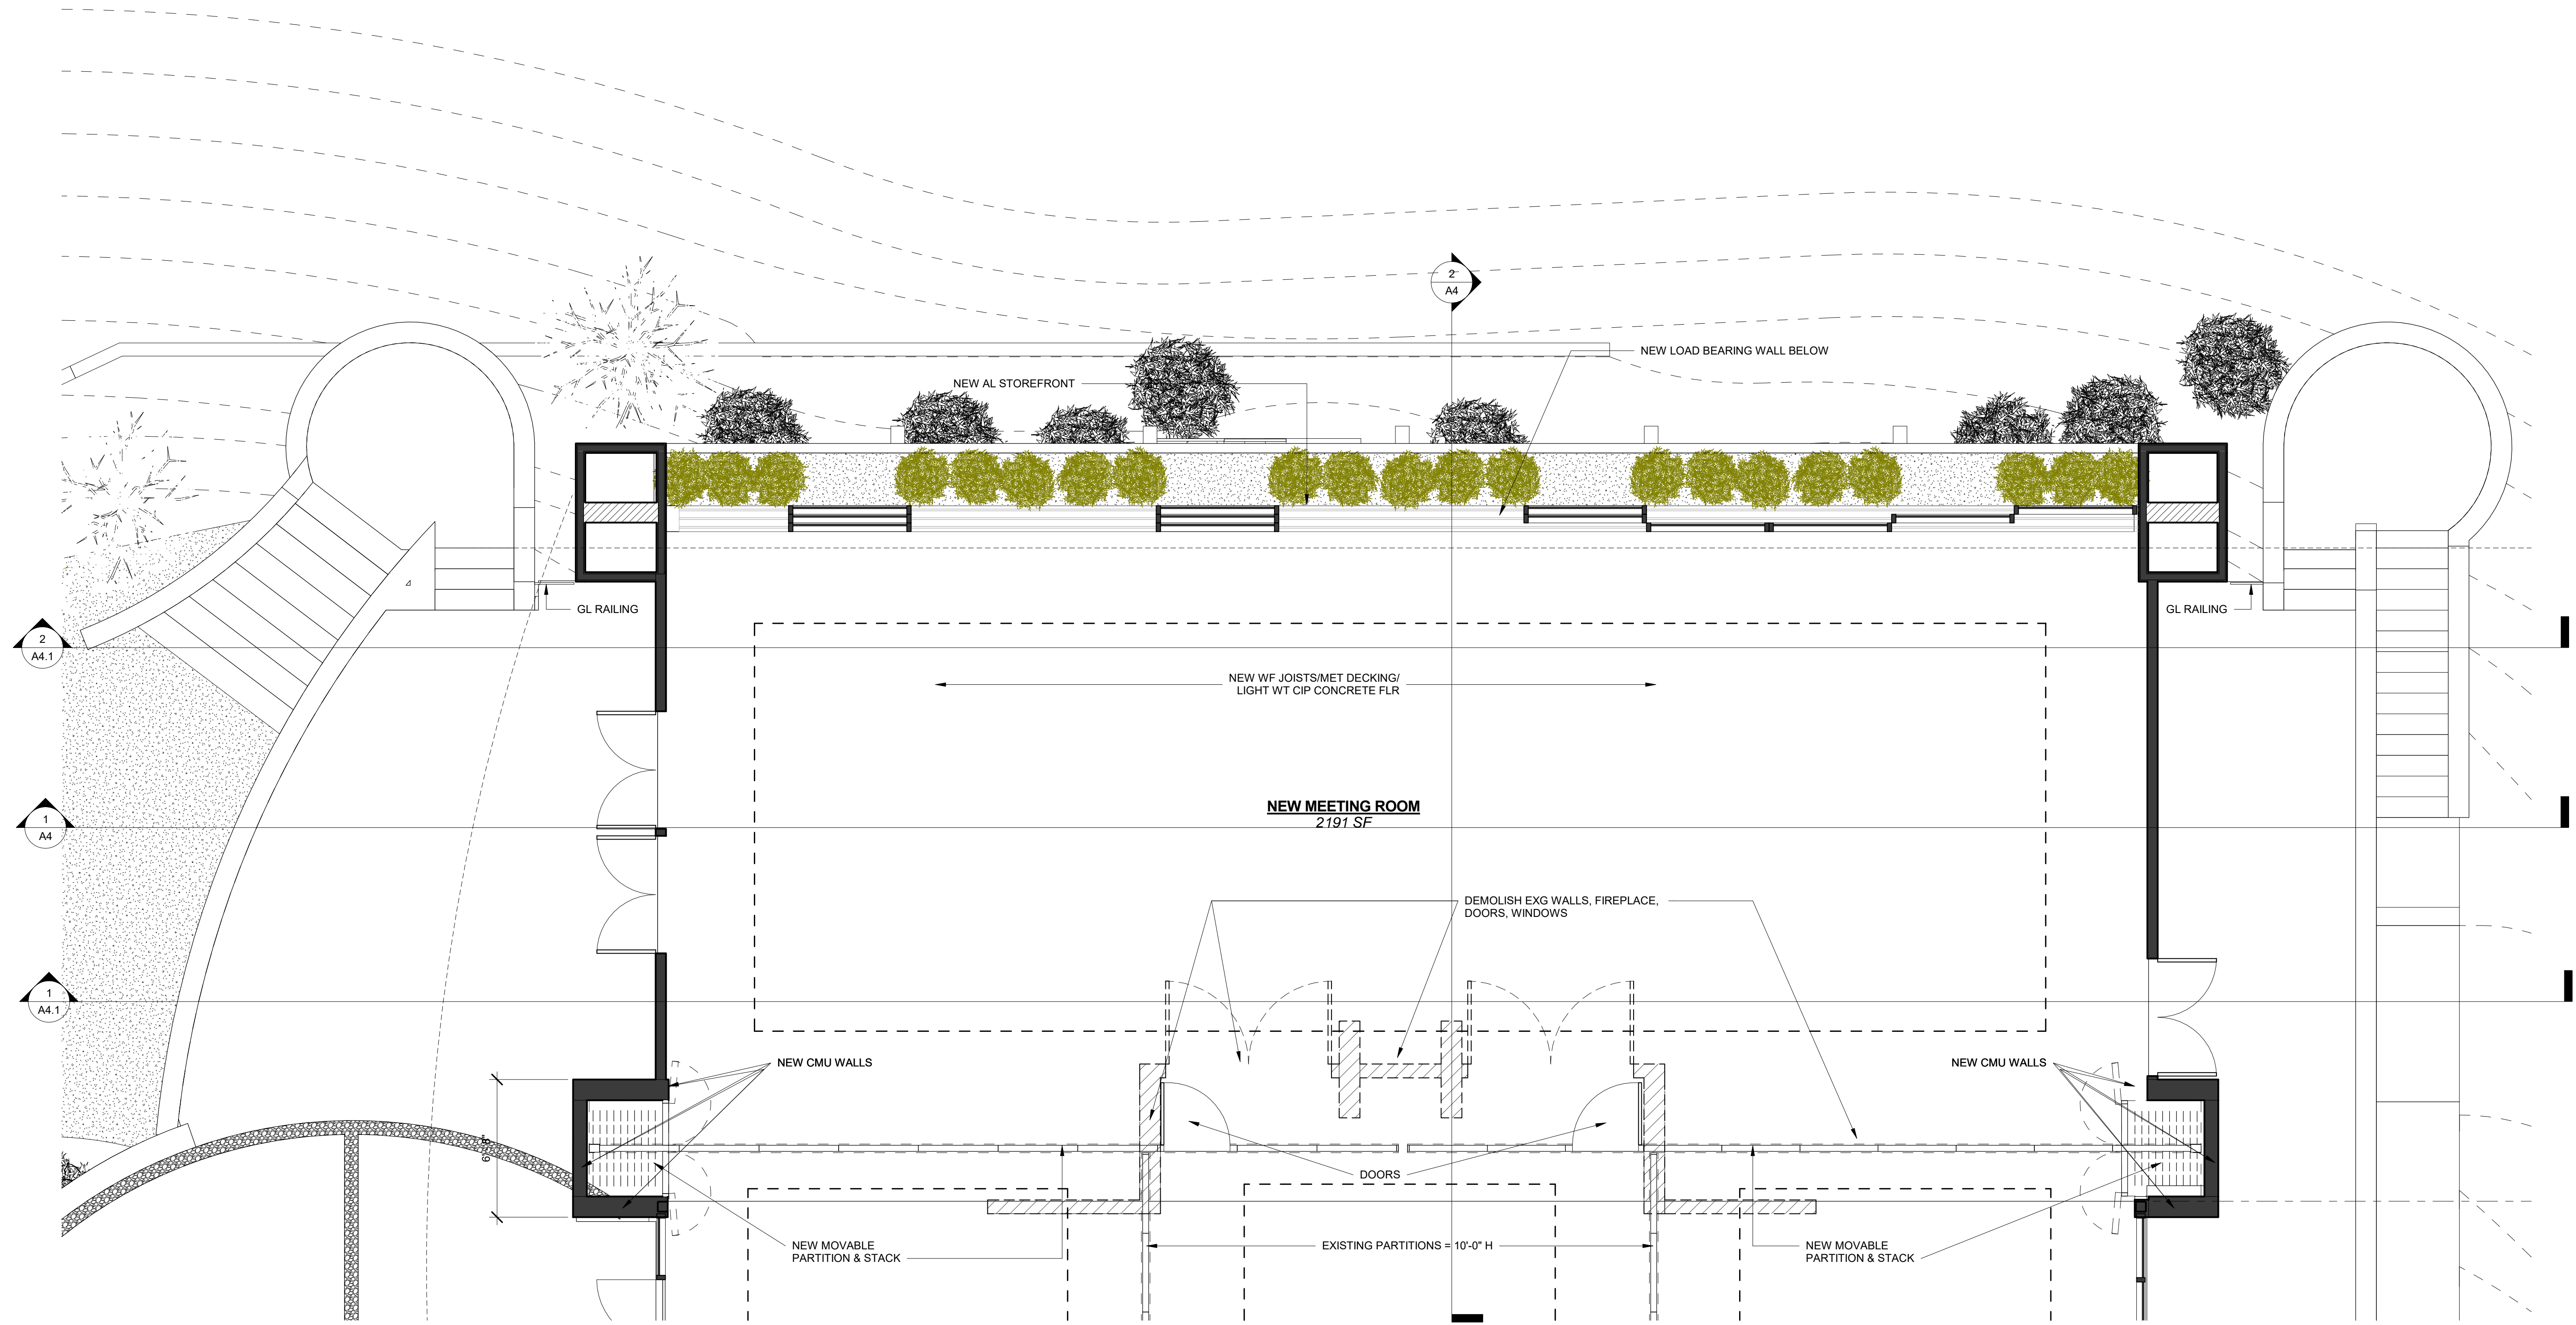 2
A4
NEW LOAD BEARING WALL BELOW
NEW AL STOREFRONT
GL RAILING
GL RAILING
2
A4.1
NEW WF JOISTS/MET DECKING/
LIGHT WT CIP CONCRETE FLR
NEW MEETING ROOM
2191 SF
1
A4
DEMOLISH EXG WALLS, FIREPLACE,
DOORS, WINDOWS
1
A4.1
NEW CMU WALLS
NEW CMU WALLS
DOORS
NEW MOVABLE
PARTITION & STACK
EXISTING PARTITIONS = 10'-0" H
NEW MOVABLE
PARTITION & STACK